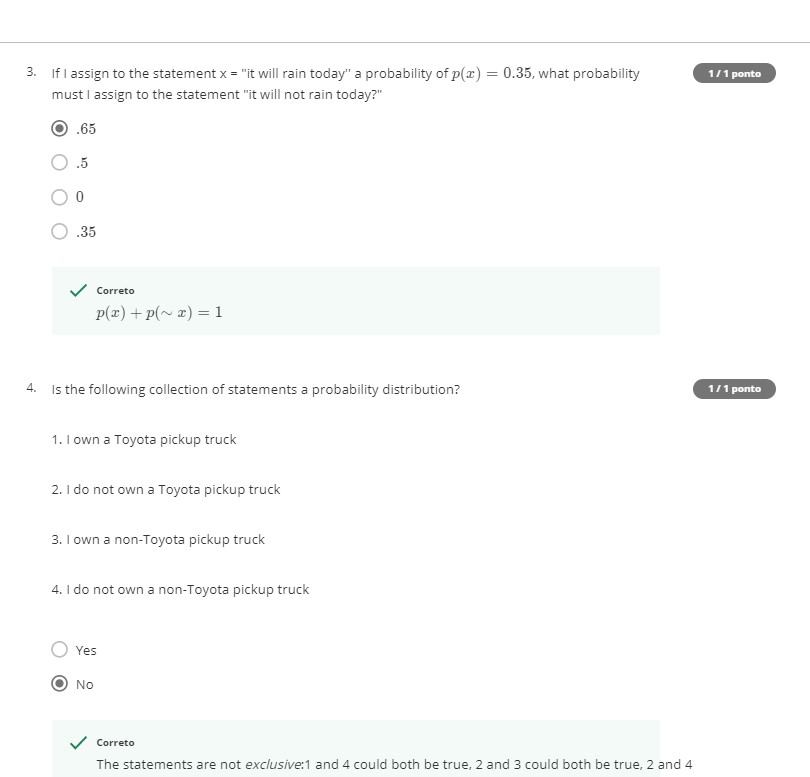 3. If I assign to the statement x = "it will rain today" a probability of p(x) = 0.35, what probability
1 / 1 ponto
must I assign to the statement "it will not rain today?"
.65
.5
0
.35
Correto
p(x) + p(∼ x) = 1
4. Is the following collection of statements a probability distribution?
1 / 1 ponto
1. I own a Toyota pickup truck
2. I do not own a Toyota pickup truck
3. I own a non-Toyota pickup truck
4. I do not own a non-Toyota pickup truck
Yes
No
Correto
The statements are not exclusive:1 and 4 could both be true, 2 and 3 could both be true, 2 and 4